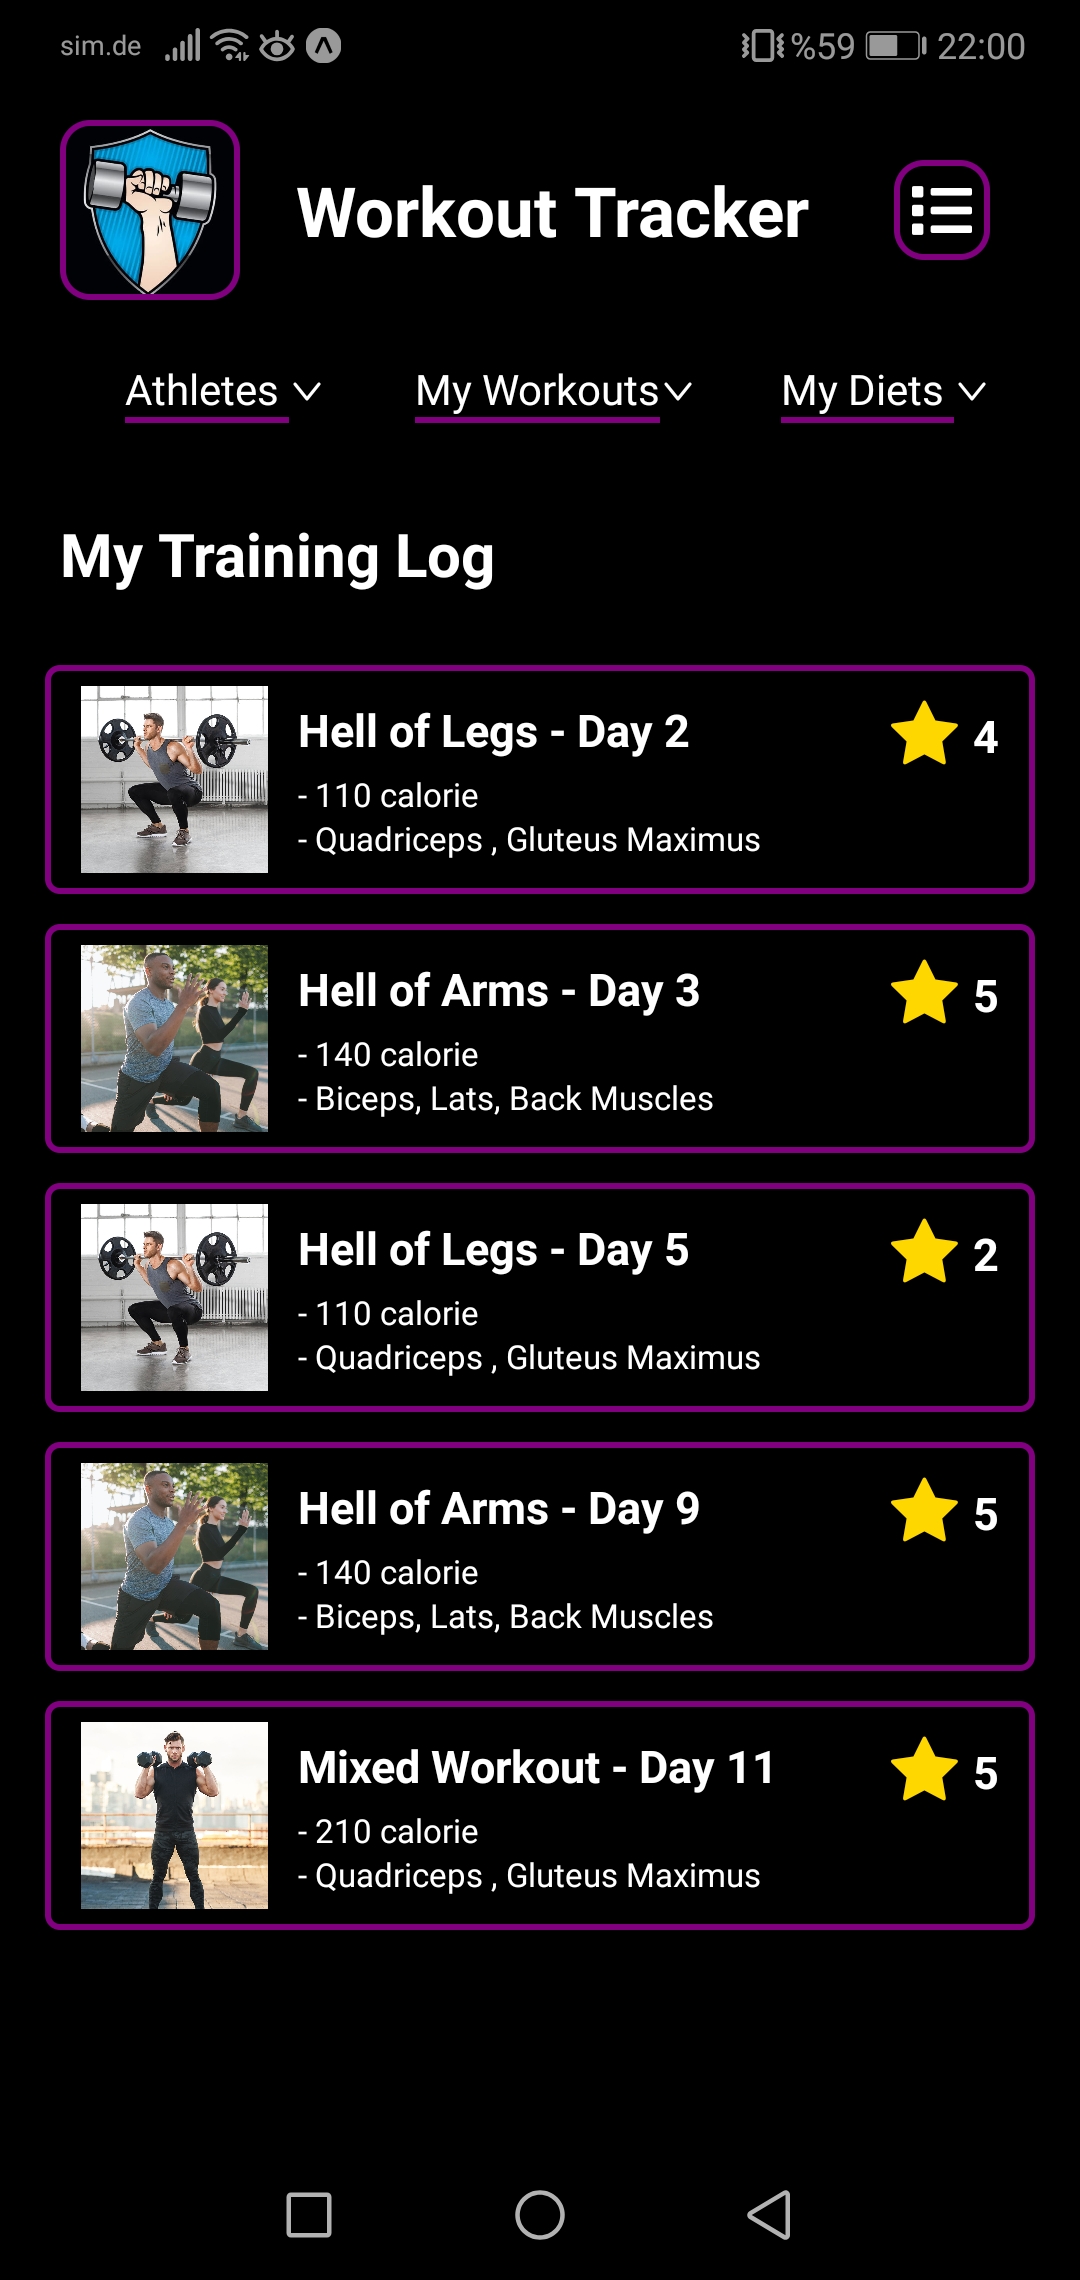 sim.de %59 22:00
Workout Tracker
Athletes My Workouts My Diets
My Training Log
Hell of Legs - Day 2 4
- 110 calorie
- Quadriceps , Gluteus Maximus
Hell of Arms - Day 3 5
- 140 calorie
- Biceps, Lats, Back Muscles
Hell of Legs - Day 5 2
- 110 calorie
- Quadriceps , Gluteus Maximus
Hell of Arms - Day 9 5
- 140 calorie
- Biceps, Lats, Back Muscles
Mixed Workout - Day 11 5
- 210 calorie
- Quadriceps , Gluteus Maximus